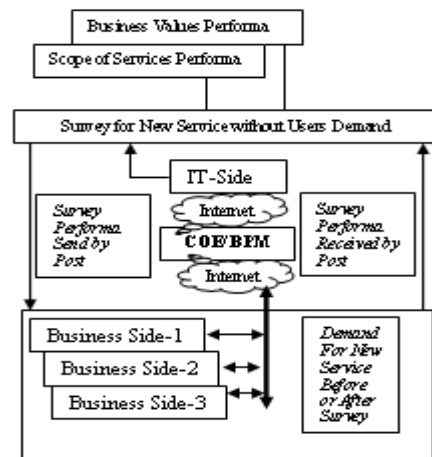 Business Values Performa
Scope of Services Performa
Survey for New Service without Users Demand
IT-Side
Internet
COE/BPM
Internet
Survey
Performa
Send by
Post
Survey
Performa
Received by
Post
Business Side-1
Business Side-2
Business Side-3
Demand
For New
Service
Before
or After
Survey